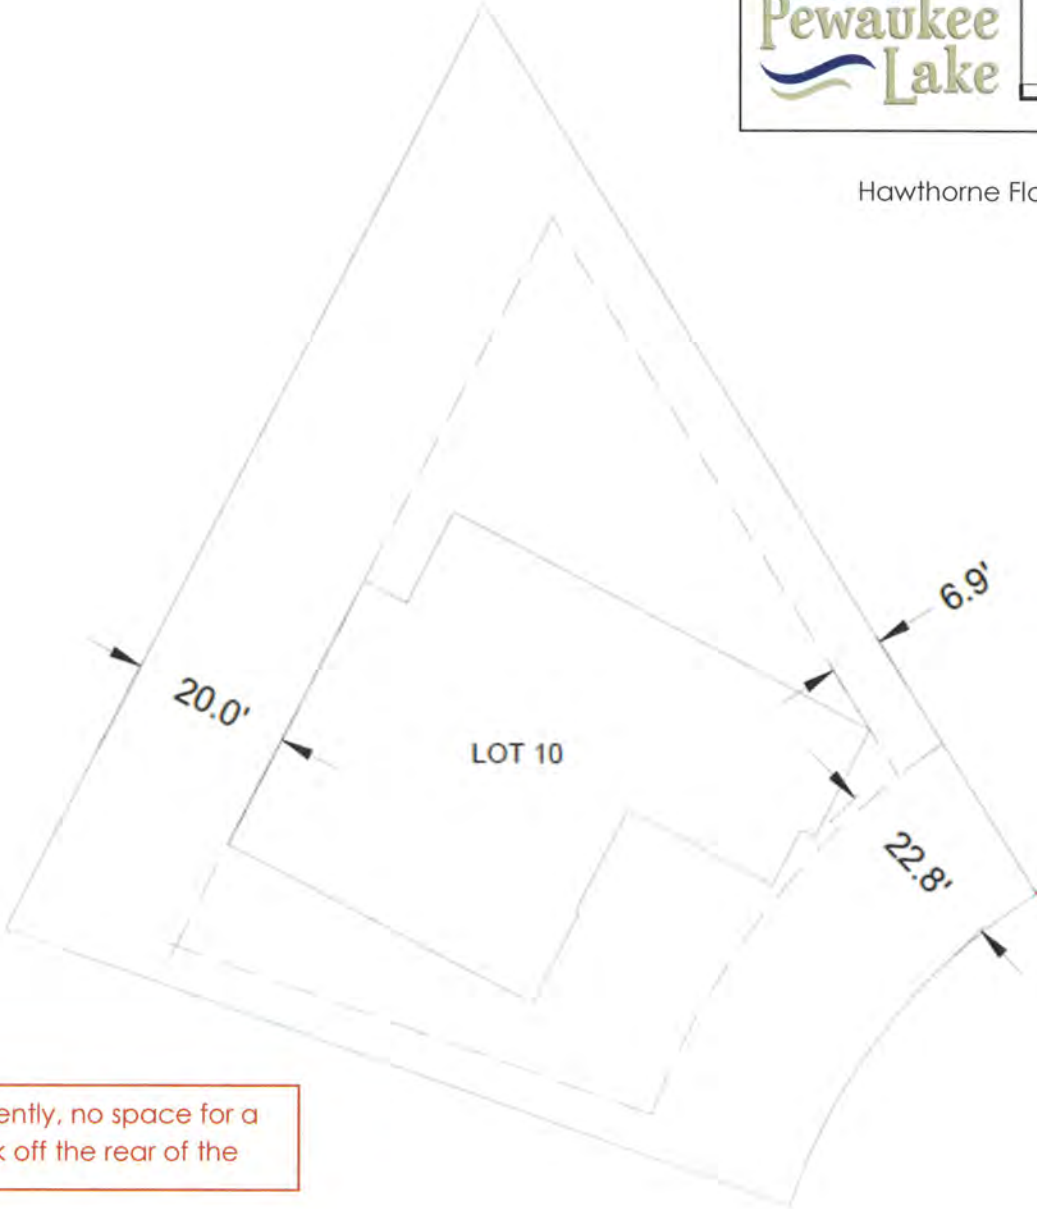 Pewaukee
Lake
Hawthorne Flo
6.9'
20.0'
LOT 10
22.8'
ently, no space for a
k off the rear of the